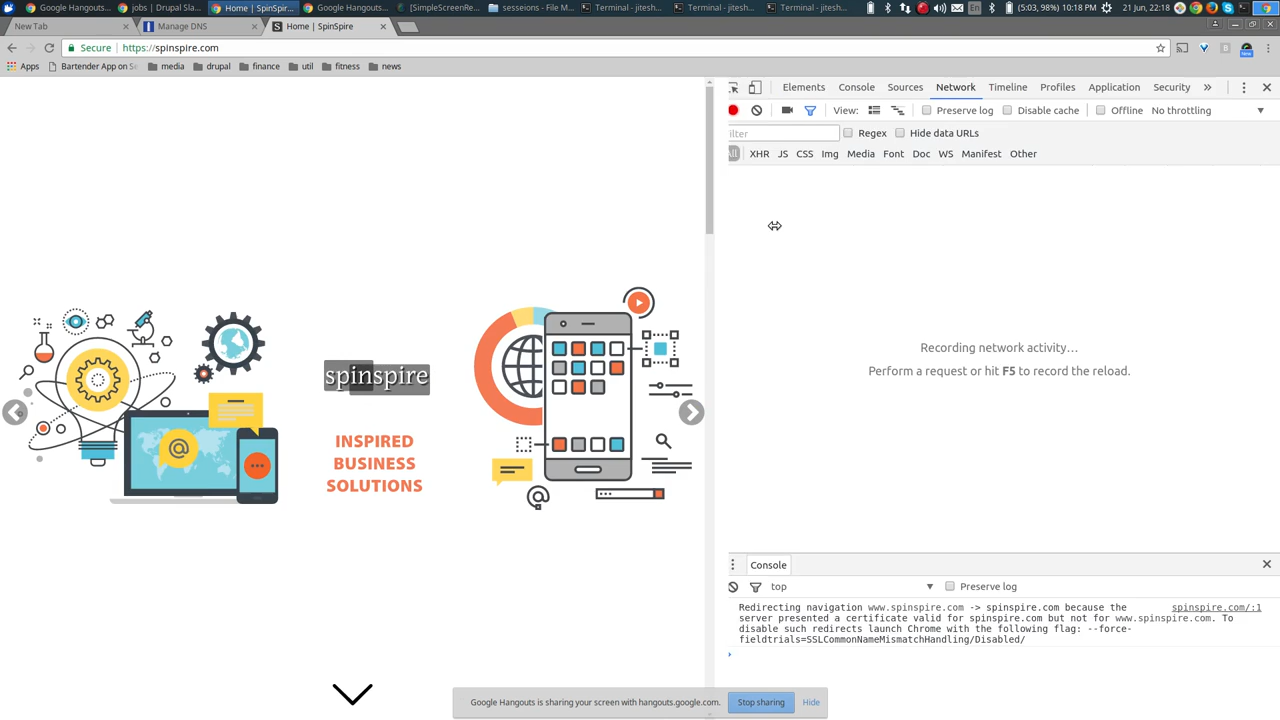 Google Hangouts jobs | Drupal Sla... Home | SpinSpire... Google Hangouts... [SimpleScreenRe... sesseions - File M... Terminal - jitesh... Terminal - jitesh... Terminal - jitesh... En (5:03, 98%) 10:18 PM 21 Jun, 22:18
New Tab Manage DNS Home | SpinSpire
Secure https://spinspire.com
Apps Bartender App on Se media drupal finance util fitness news
Elements Console Sources Network Timeline Profiles Application Security »
View: Preserve log Disable cache Offline No throttling
ilter Regex Hide data URLs
All XHR JS CSS Img Media Font Doc WS Manifest Other
Recording network activity…
Perform a request or hit F5 to record the reload.
spinspire
INSPIRED
BUSINESS
SOLUTIONS
Console
top Preserve log
Redirecting navigation www.spinspire.com -> spinspire.com because the spinspire.com/:1
server presented a certificate valid for spinspire.com but not for www.spinspire.com. To
disable such redirects launch Chrome with the following flag: --force-
fieldtrials=SSLCommonNameMismatchHandling/Disabled/
Google Hangouts is sharing your screen with hangouts.google.com. Stop sharing Hide